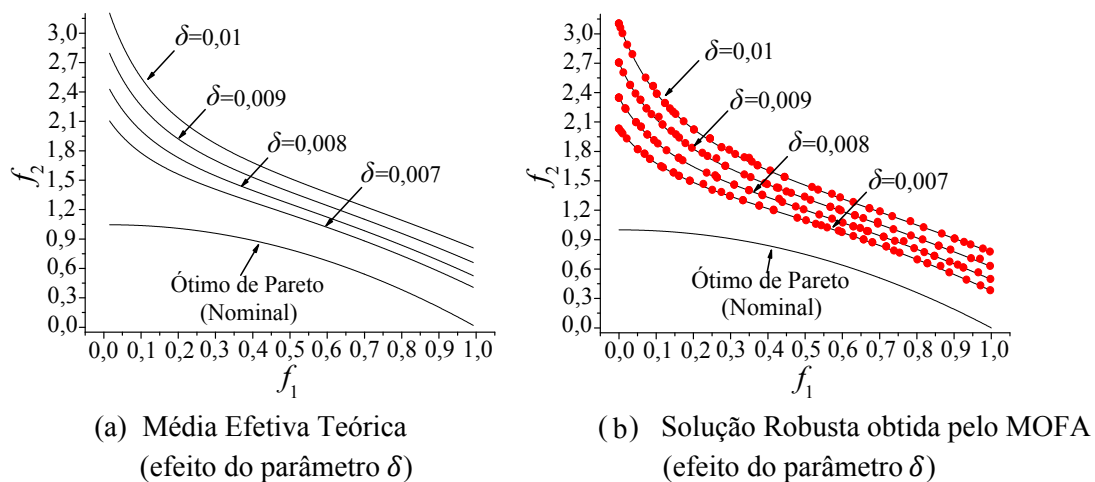 3,0
2,7
2,4
2,1
1,8
1,5
1,2
0,9
0,6
0,3
0,0
f2
δ=0,01
δ=0,009
δ=0,008
δ=0,007
Ótimo de Pareto
(Nominal)
0,0 0,1 0,2 0,3 0,4 0,5 0,6 0,7 0,8 0,9 1,0
f1
(a) Média Efetiva Teórica
(efeito do parâmetro δ)
3,0
2,7
2,4
2,1
1,8
1,5
1,2
0,9
0,6
0,3
0,0
f2
δ=0,01
δ=0,009
δ=0,008
δ=0,007
Ótimo de Pareto
(Nominal)
0,0 0,1 0,2 0,3 0,4 0,5 0,6 0,7 0,8 0,9 1,0
f1
(b) Solução Robusta obtida pelo MOFA
(efeito do parâmetro δ)